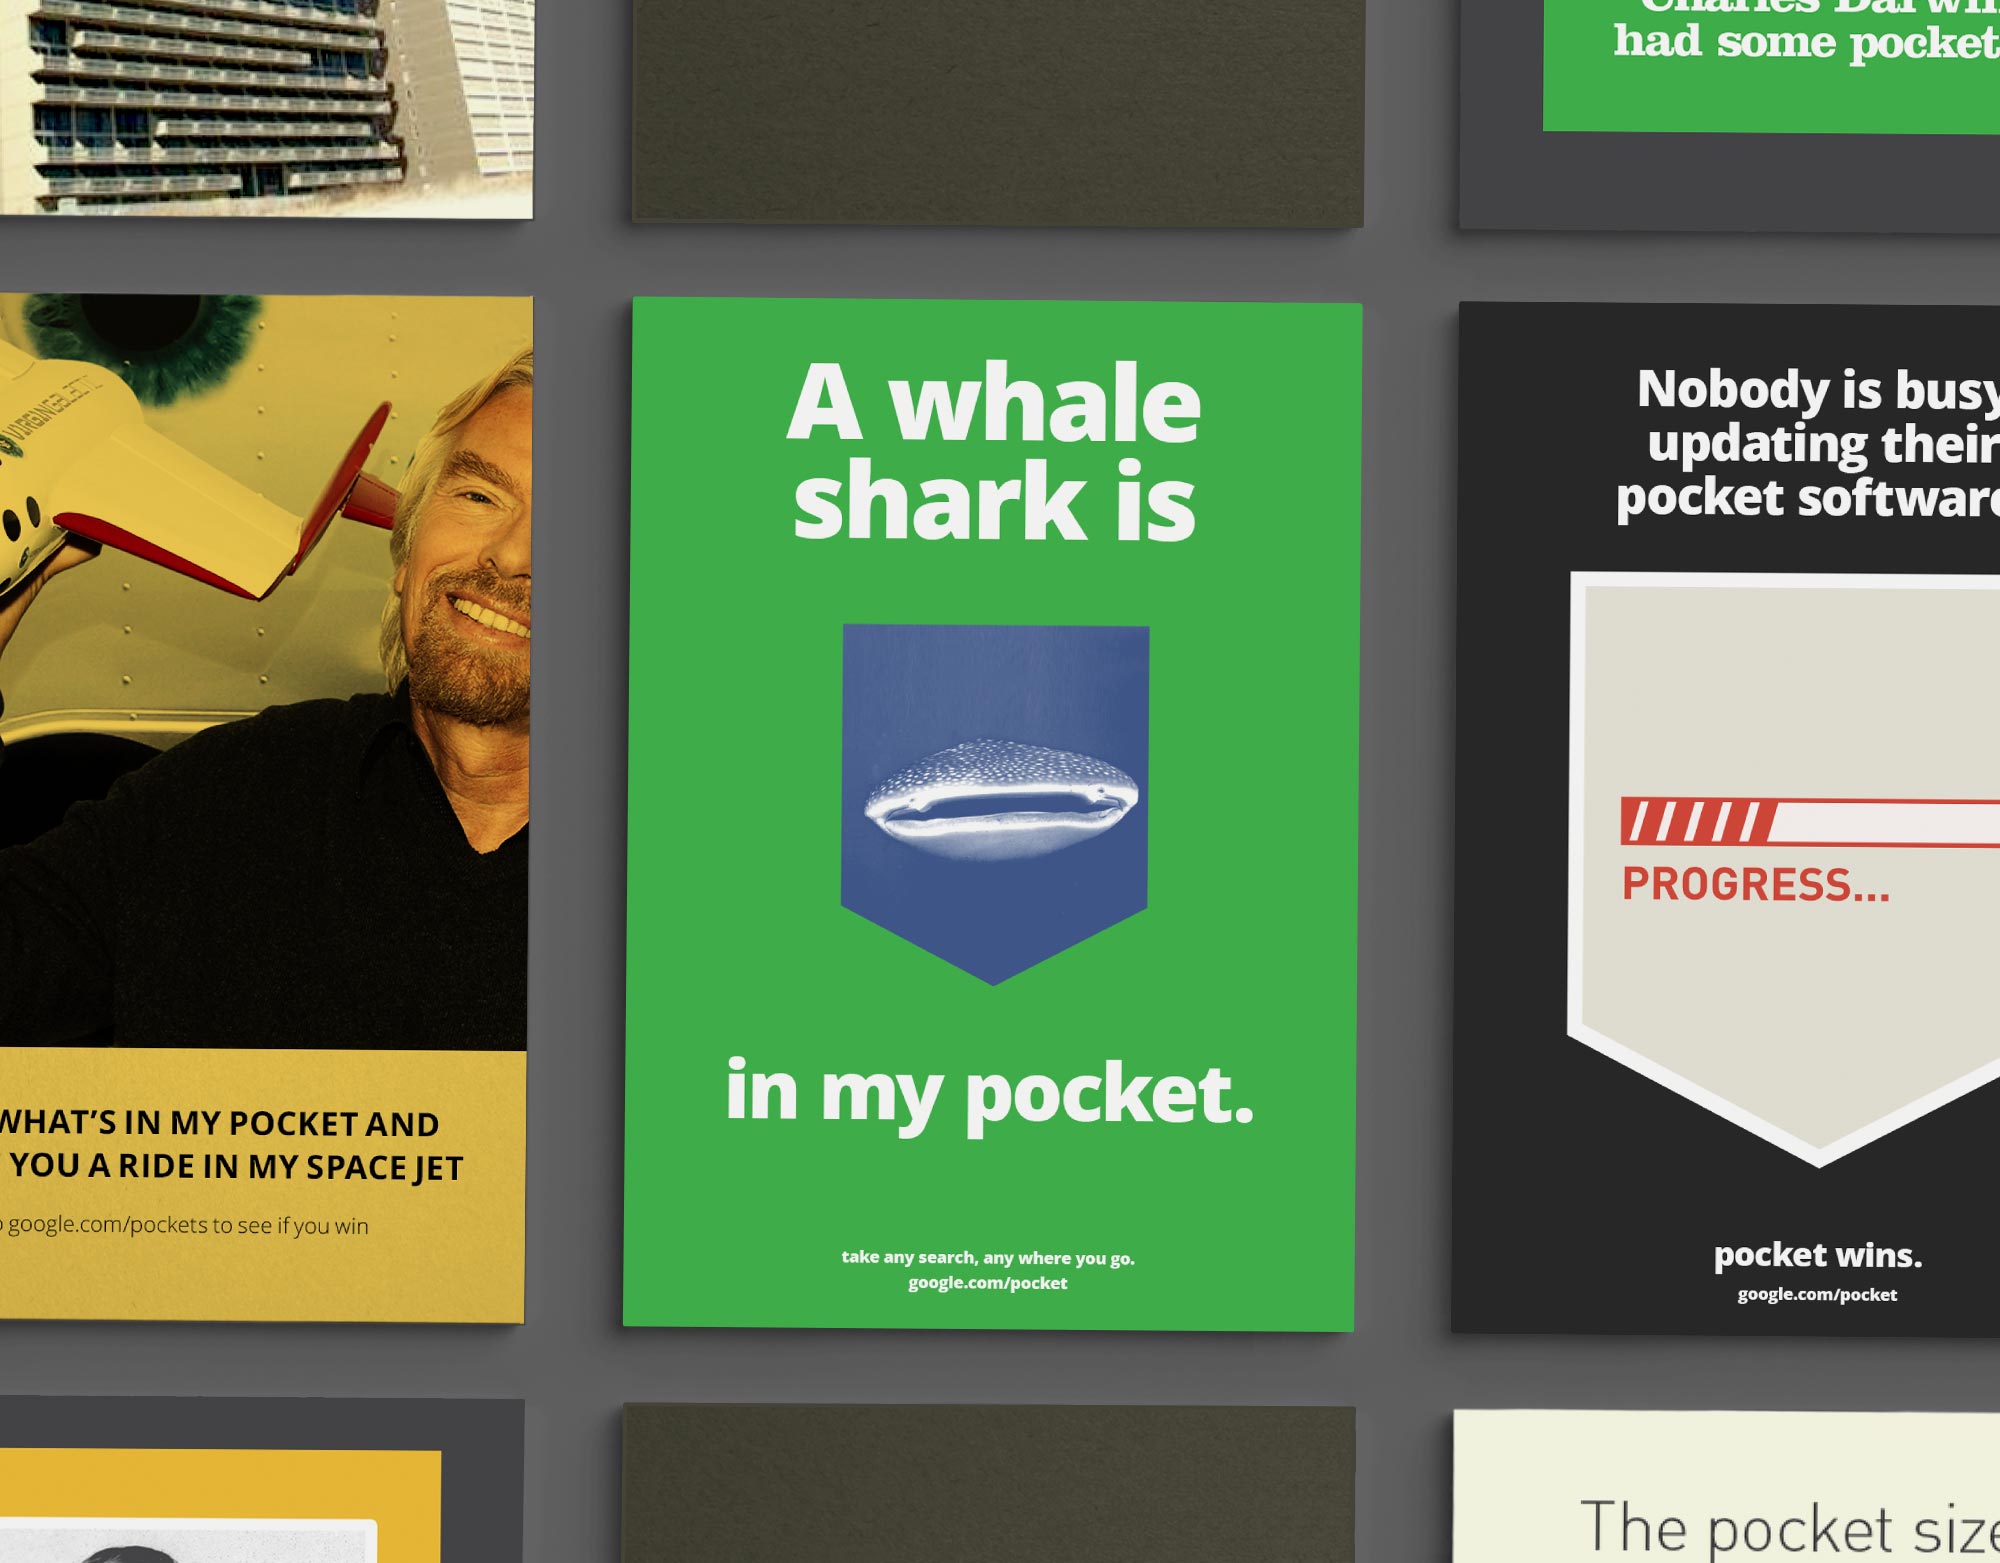 had some pocket
VIRGIN GALACTIC
WHAT'S IN MY POCKET AND
YOU A RIDE IN MY SPACE JET
google.com/pockets to see if you win
A whale
shark is
in my pocket.
take any search, any where you go.
google.com/pocket
Nobody is busy
updating their
pocket software
PROGRESS...
pocket wins.
google.com/pocket
The pocket size